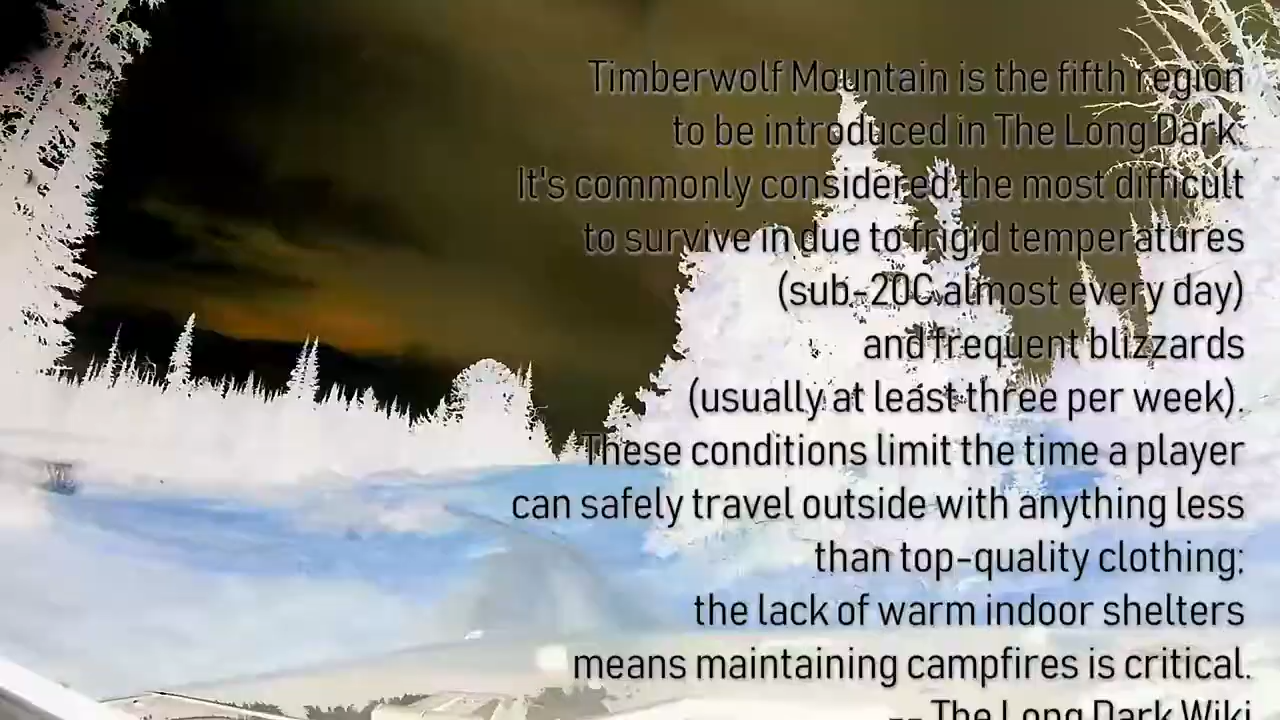 Timberwolf Mountain is the fifth region
to be introduced in The Long Dark.
It's commonly considered the most difficult
to survive in due to frigid temperatures
(sub-20C almost every day)
and frequent blizzards
(usually at least three per week).
These conditions limit the time a player
can safely travel outside with anything less
than top-quality clothing;
the lack of warm indoor shelters
means maintaining campfires is critical.
-- The Long Dark Wiki